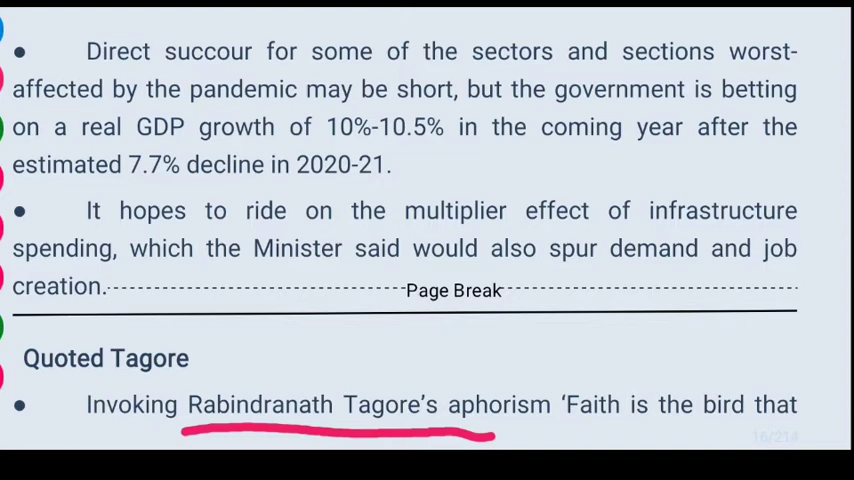 ● Direct succour for some of the sectors and sections worst-
affected by the pandemic may be short, but the government is betting
on a real GDP growth of 10%-10.5% in the coming year after the
estimated 7.7% decline in 2020-21.
● It hopes to ride on the multiplier effect of infrastructure
spending, which the Minister said would also spur demand and job
creation. Page Break
Quoted Tagore
● Invoking Rabindranath Tagore's aphorism ‘Faith is the bird that
16/214